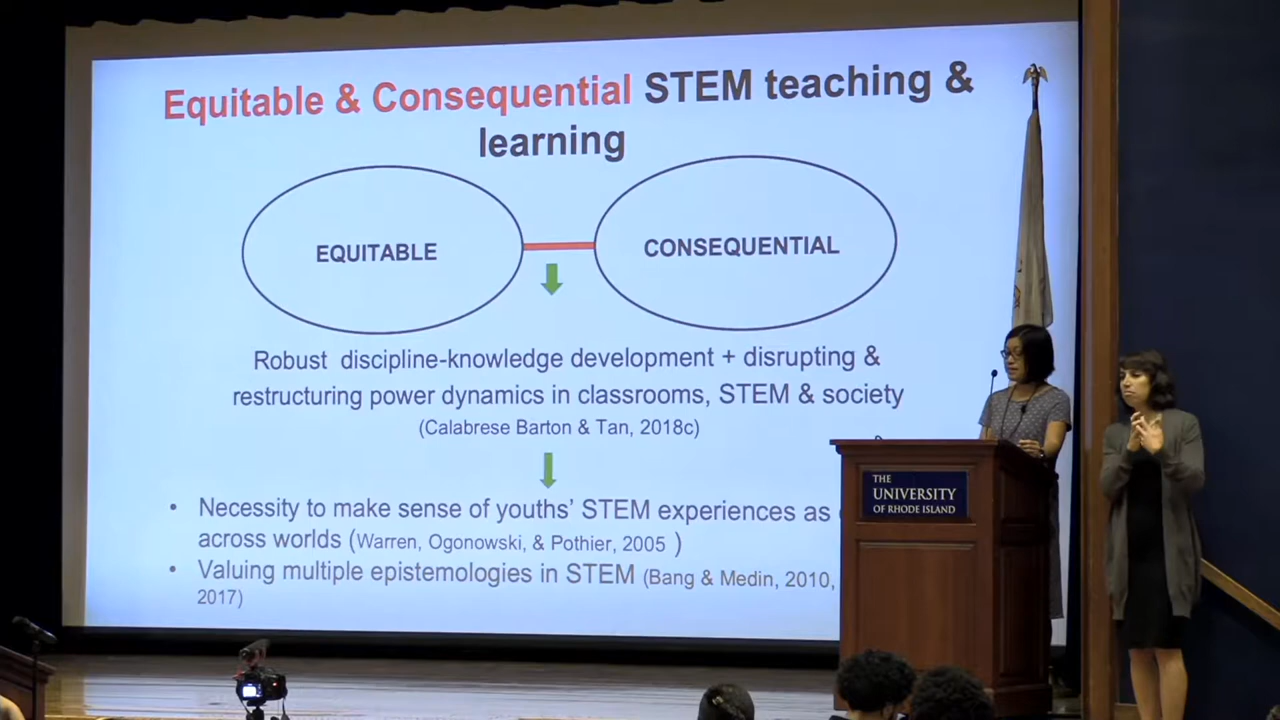 Equitable & Consequential STEM teaching &
learning
EQUITABLE
CONSEQUENTIAL
Robust discipline-knowledge development + disrupting &
restructuring power dynamics in classrooms, STEM & society
(Calabrese Barton & Tan, 2018c)
• Necessity to make sense of youths' STEM experiences as
across worlds (Warren, Ogonowski, & Pothier, 2005 )
• Valuing multiple epistemologies in STEM (Bang & Medin, 2010,
2017)
THE
UNIVERSITY
OF RHODE ISLAND